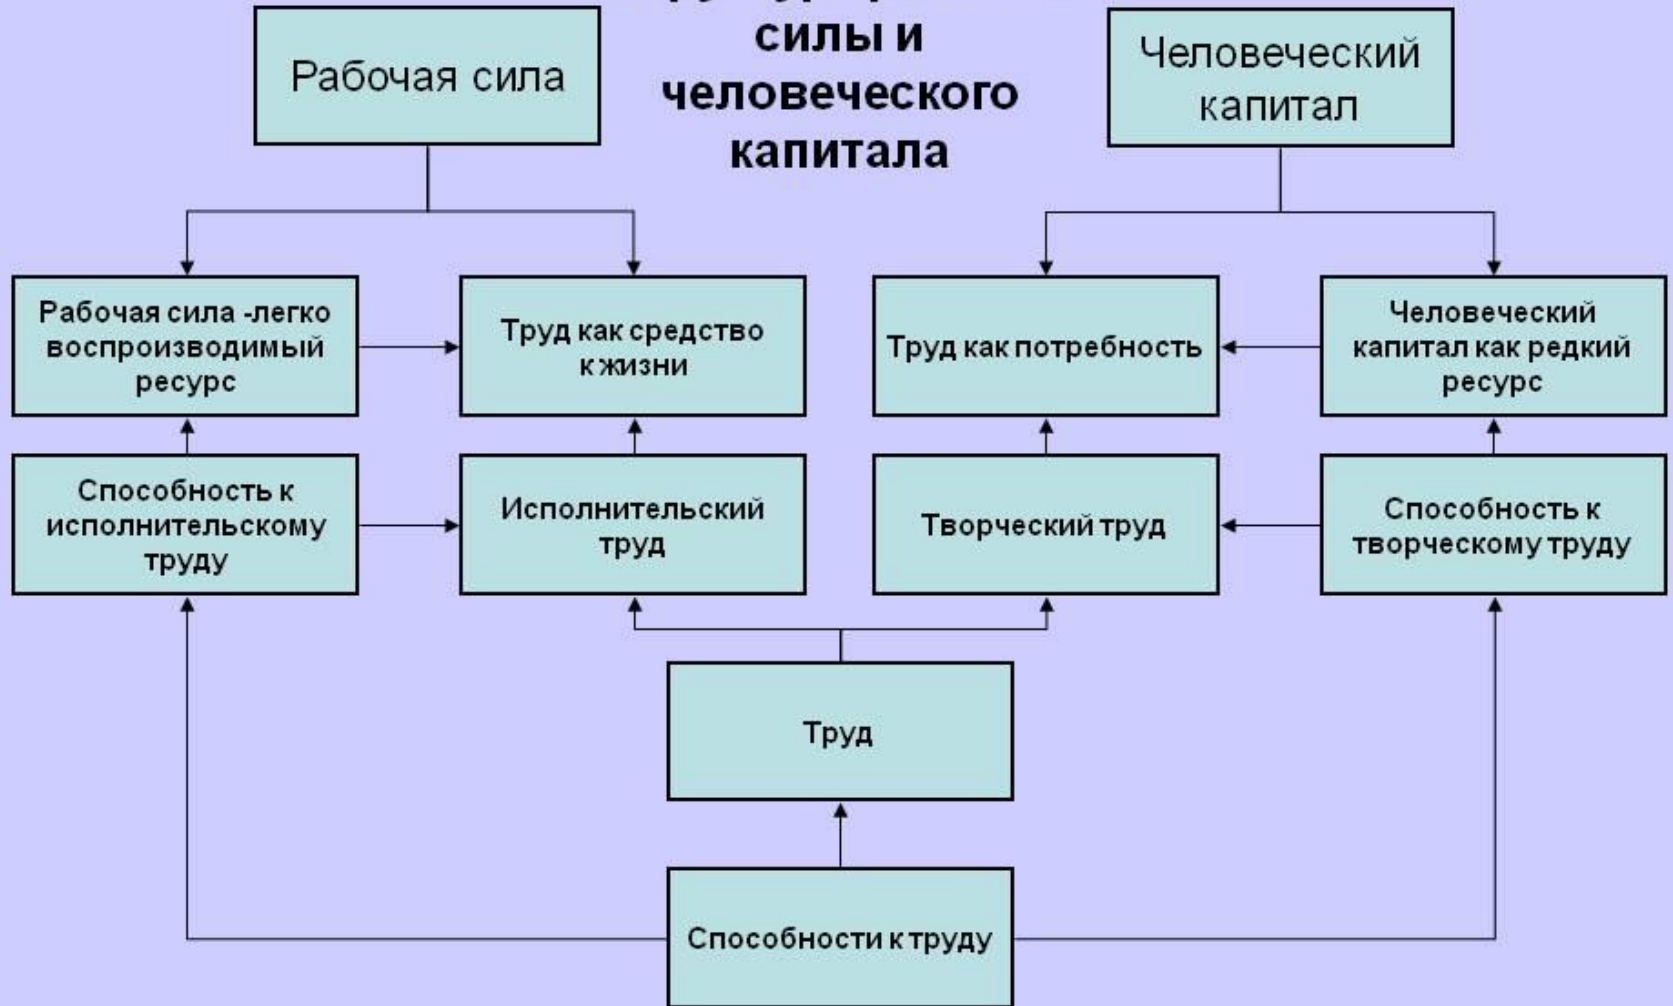 силы и
человеческого
капитала
Рабочая сила
Человеческий
капитал
Рабочая сила -легко
воспроизводимый
ресурс
Труд как средство
к жизни
Труд как потребность
Человеческий
капитал как редкий
ресурс
Способность к
исполнительскому
труду
Исполнительский
труд
Творческий труд
Способность к
творческому труду
Труд
Способности к труду